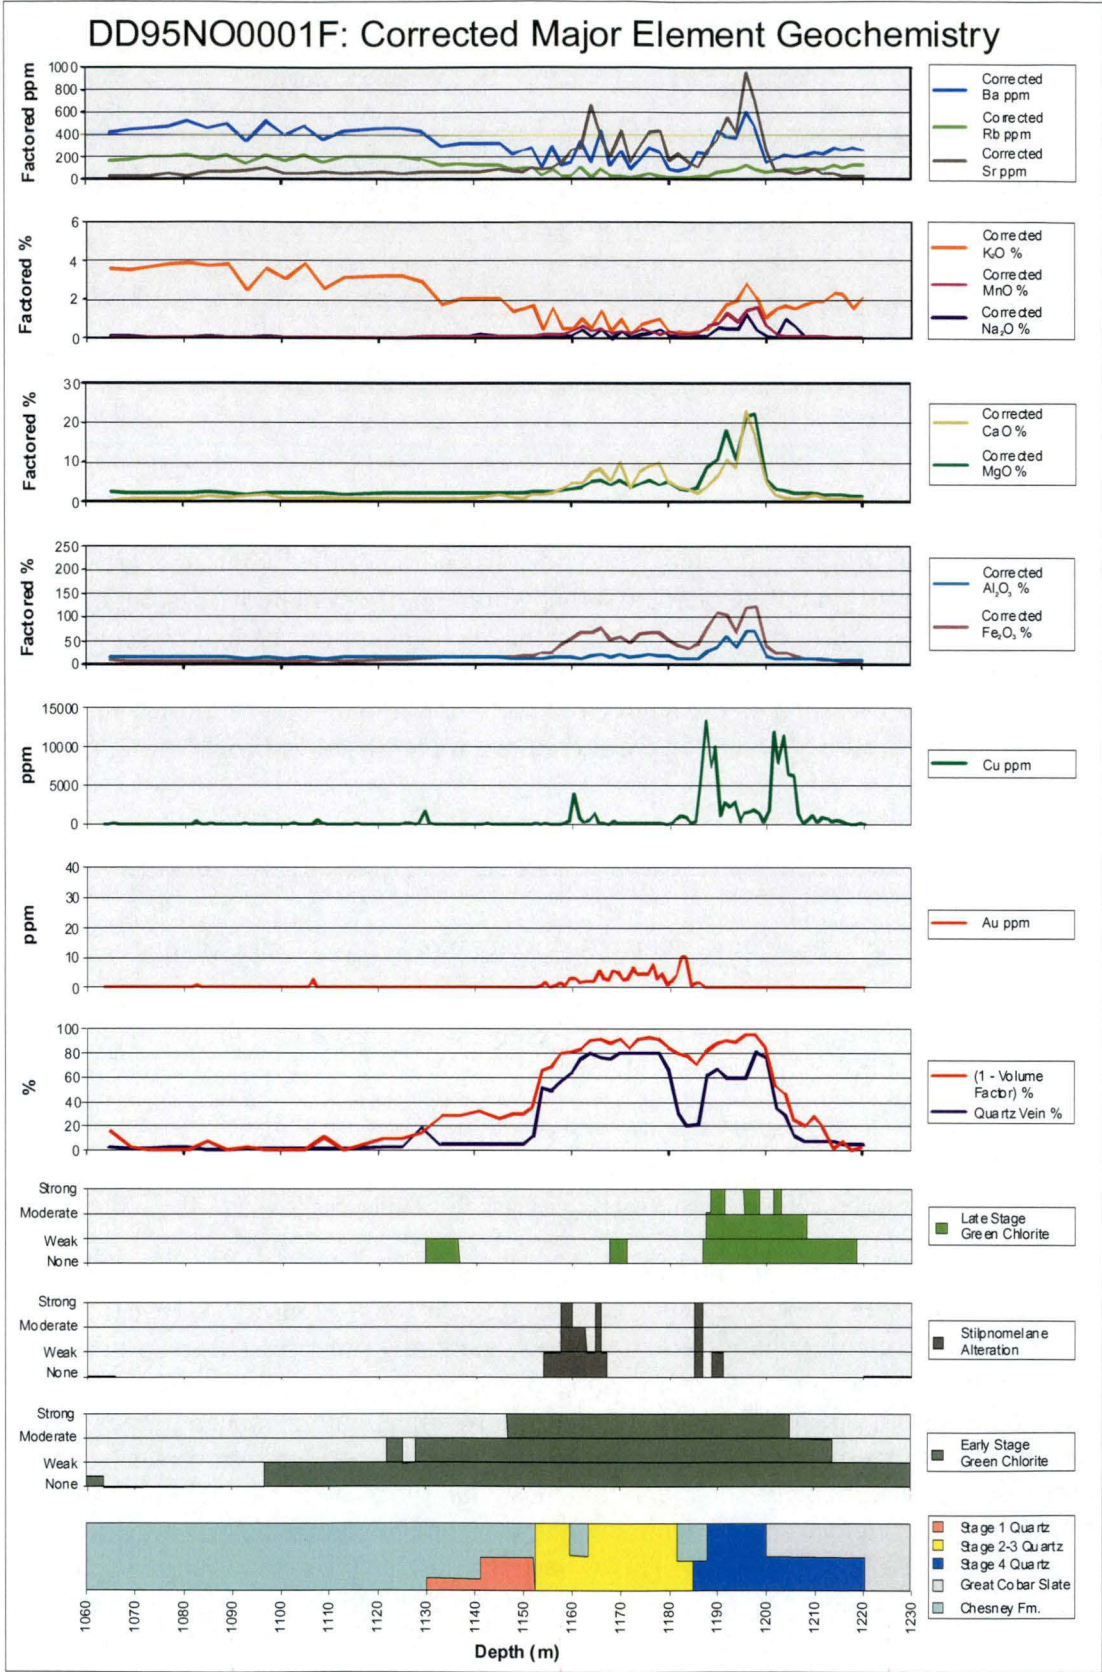 DD95NO0001F: Corrected Major Element Geochemistry
Factored ppm
1000
800
600
400
200
0
Corrected
Ba ppm
Corrected
Rb ppm
Corrected
Sr ppm
Factored %
6
4
2
0
Corrected
K₂O %
Corrected
MnO %
Corrected
Na₂O %
Factored %
30
20
10
0
Corrected
CaO %
Corrected
MgO %
Factored %
250
200
150
100
50
0
Corrected
Al₂O₃ %
Corrected
Fe₂O₃ %
ppm
15000
10000
5000
0
Cu ppm
ppm
40
30
20
10
0
Au ppm
%
100
80
60
40
20
0
(1 - Volume
Factor) %
Quartz Vein %
Strong
Moderate
Weak
None
Late Stage
Green Chlorite
Strong
Moderate
Weak
None
Stilpnomelane
Alteration
Strong
Moderate
Weak
None
Early Stage
Green Chlorite
Stage 1 Quartz
Stage 2-3 Quartz
Stage 4 Quartz
Great Cobar Slate
Chesney Fm.
1060 1070 1080 1090 1100 1110 1120 1130 1140 1150 1160 1170 1180 1190 1200 1210 1220 1230
Depth (m)